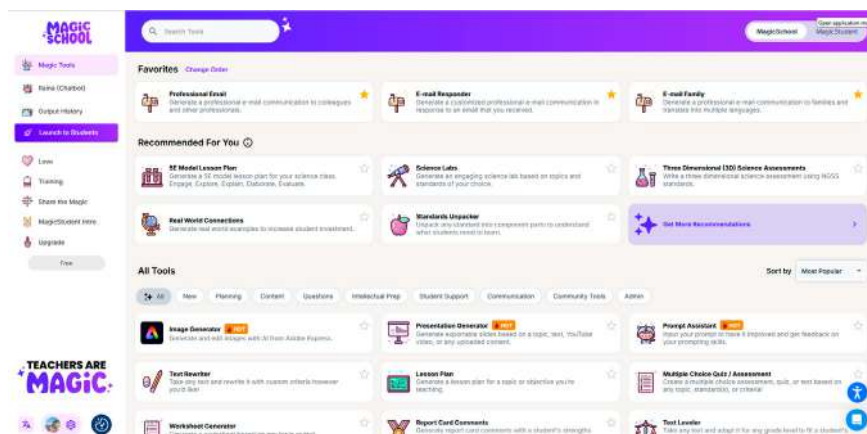 MAGiC
SCHOOL
Search Tools
MagicSchool
MagicStudent
Magic Tools
Raina (Chatbot)
Output History
Launch to Students
Love
Training
Share the Magic
MagicStudent Intro
Upgrade
Free
TEACHERS ARE
MAGiC
Favorites Change Order
Professional Email
Generate a professional e-mail communication to colleagues
and other professionals.
E-mail Responder
Generate a customized professional e-mail communication in
response to an email that you received.
E-mail Family
Generate a professional e-mail communication to families and
translate into multiple languages.
Recommended For You
5E Model Lesson Plan
Generate a 5E model lesson plan for your science class.
Engage, Explore, Explain, Elaborate, Evaluate.
Science Labs
Generate an engaging science lab based on topics and
standards of your choice.
Three Dimensional (3D) Science Assessments
Write a three dimensional science assessment using NGSS
standards.
Real World Connections
Generate real world examples to increase student investment.
Standards Unpacker
Unpack any standard into component parts to understand
what students need to learn.
Get More Recommendations
All Tools
Sort by Most Popular
All
New
Planning
Content
Questions
Intellectual Prep
Student Support
Communication
Community Tools
Admin
Image Generator HOT
Generate and edit images with AI from Adobe Express.
Presentation Generator HOT
Generate exportable slides based on a topic, text, YouTube
video, or any uploaded content.
Prompt Assistant HOT
Input your prompt to have it improved and get feedback on
your prompting skills.
Text Rewriter
Take any text and rewrite it with custom criteria however
you'd like!
Lesson Plan
Generate a lesson plan for a topic or objective you're
teaching.
Multiple Choice Quiz / Assessment
Create a multiple choice assessment, quiz, or test based on
any topic, standard(s), or criteria!
Worksheet Generator
Report Card Comments
Generate report card comments with a student's strengths
Text Leveler
Take any text and adapt it for any grade level to fit a student's